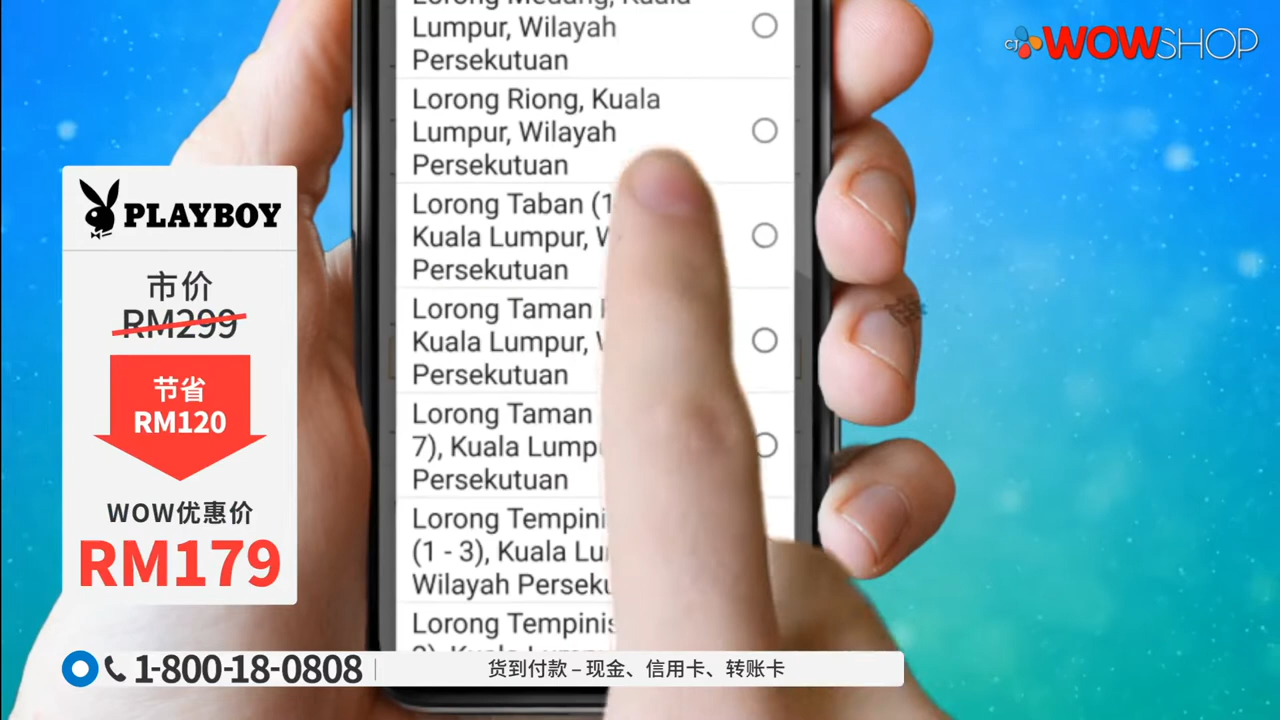 Lumpur, Wilayah
Persekutuan
Lorong Riong, Kuala
Lumpur, Wilayah
Persekutuan
Lorong Taban (1
Kuala Lumpur, W
Persekutuan
Lorong Taman
Kuala Lumpur,
Persekutuan
Lorong Taman
7), Kuala Lump
Persekutuan
Lorong Tempini
(1 - 3), Kuala Lu
Wilayah Perseku
Lorong Tempinis
CJ WOWSHOP
PLAYBOY
市价
RM299
节省
RM120
WOW优惠价
RM179
1-800-18-0808
货到付款 – 现金、信用卡、转账卡